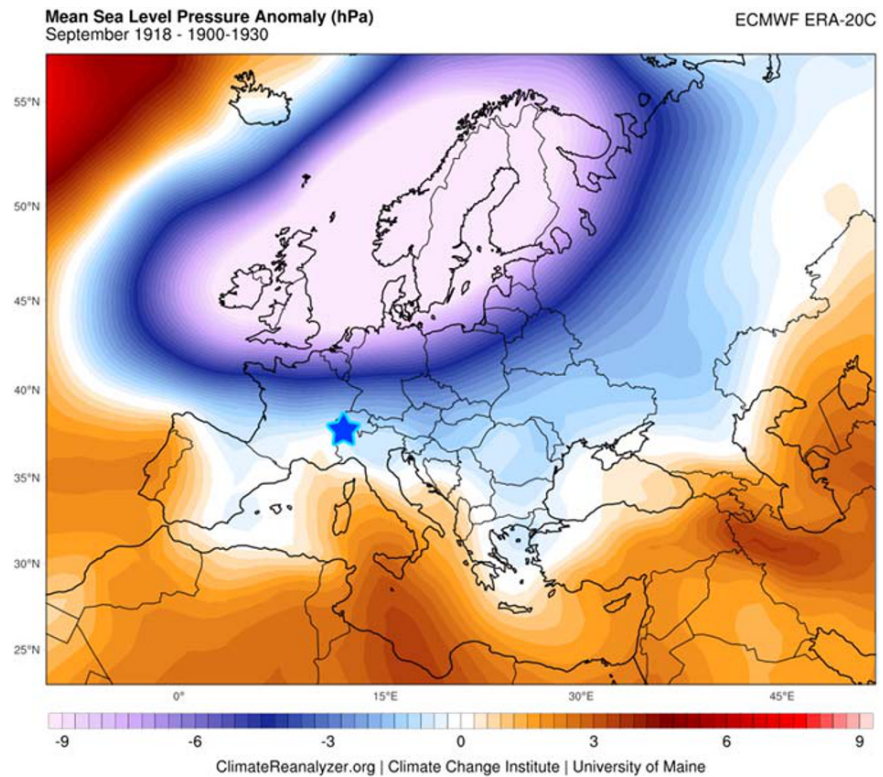 Mean Sea Level Pressure Anomaly (hPa)
ECMWF ERA-20C
September 1918 - 1900-1930
55°N
50°N
45°N
40°N
35°N
30°N
25°N
0° 15°E 30°E 45°E
-9 -6 -3 0 3 6 9
ClimateReanalyzer.org | Climate Change Institute | University of Maine